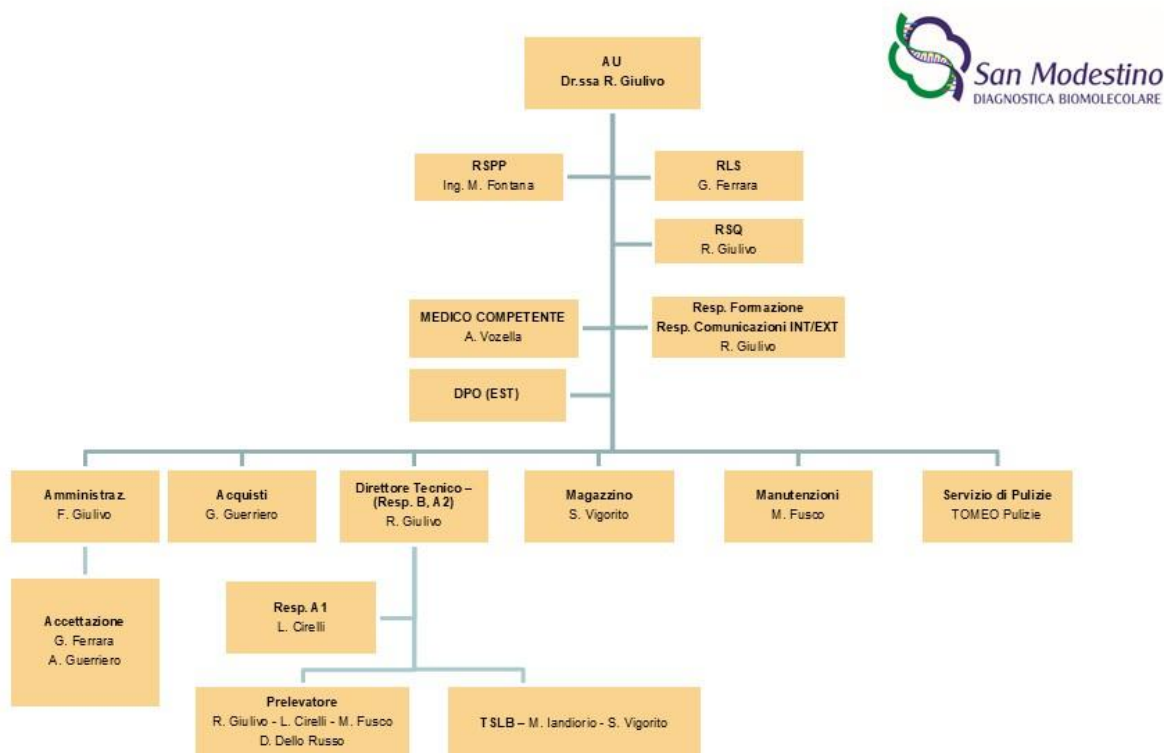 San Modestino
DIAGNOSTICA BIOMOLECOLARE
AU
Dr.ssa R. Giulivo
RSPP
Ing. M. Fontana
RLS
G. Ferrara
RSQ
R. Giulivo
MEDICO COMPETENTE
A. Vozella
Resp. Formazione
Resp. Comunicazioni INT/EXT
R. Giulivo
DPO (EST)
Amministraz.
F. Giulivo
Acquisti
G. Guerriero
Direttore Tecnico –
(Resp. B, A2)
R. Giulivo
Magazzino
S. Vigorito
Manutenzioni
M. Fusco
Servizio di Pulizie
TOMEO Pulizie
Accettazione
G. Ferrara
A. Guerriero
Resp. A1
L. Cirelli
Prelevatore
R. Giulivo - L. Cirelli - M. Fusco
D. Dello Russo
TSLB – M. Iandiorio - S. Vigorito